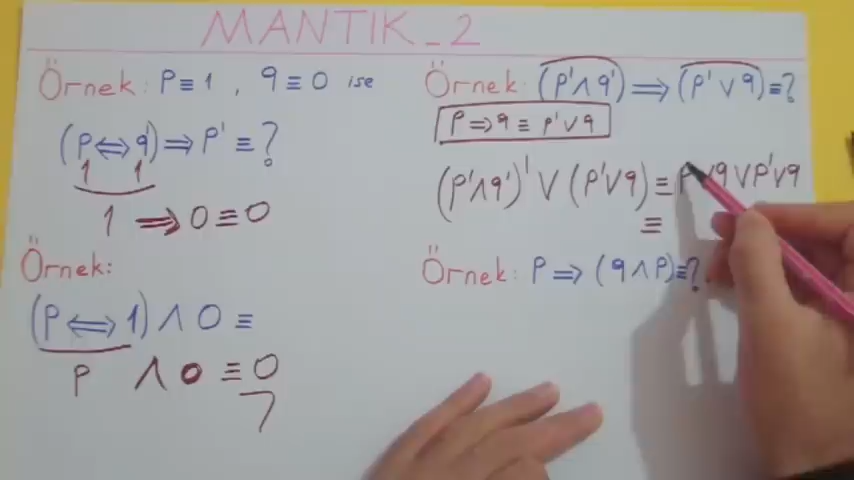 MANTIK_2
Örnek: P≡1 , q≡0 ise
(P⇔q')⇒P'≡?
1 1
1 ⇒ 0≡0
Örnek:
(P⇔1)∧0≡
P ∧ 0 ≡0
Örnek: (P'∧q')⇒(P'∨q)≡?
P⇒q≡P'∨q
(P'∧q')'∨(P'∨q)≡P∨q∨P'∨q
≡
Örnek: P⇒(q∧P)≡?